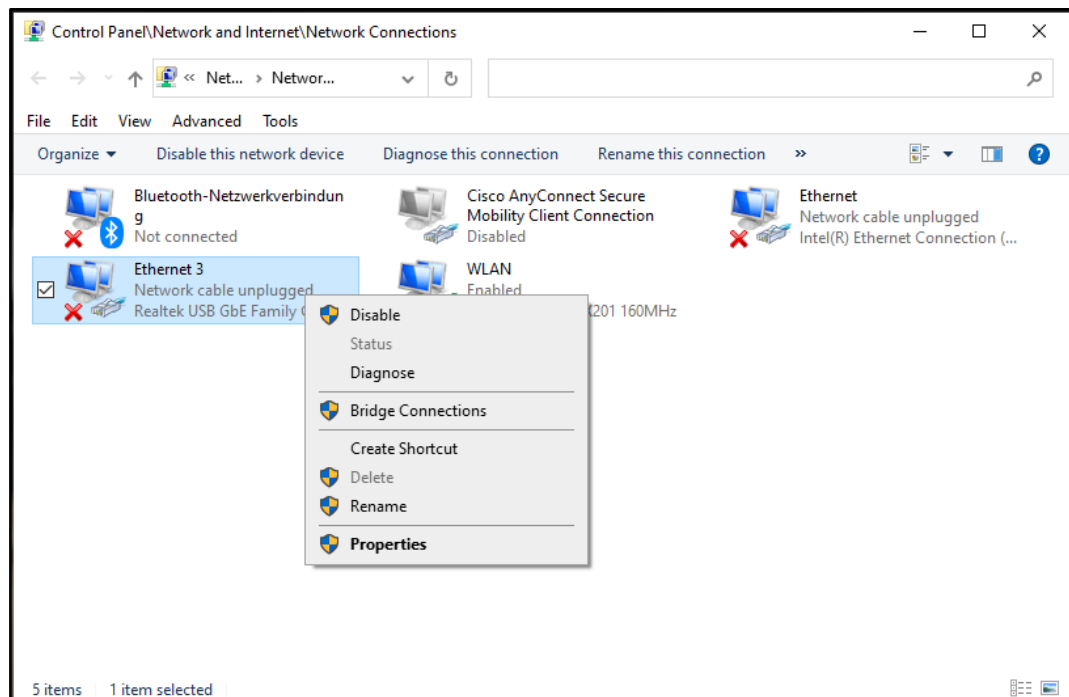 Control Panel\Network and Internet\Network Connections
« Net... › Networ...
File Edit View Advanced Tools
Organize Disable this network device Diagnose this connection Rename this connection »
Bluetooth-Netzwerkverbindun
g
Not connected
Cisco AnyConnect Secure
Mobility Client Connection
Disabled
Ethernet
Network cable unplugged
Intel(R) Ethernet Connection (...
Ethernet 3
Network cable unplugged
Realtek USB GbE Family
WLAN
Enabled
201 160MHz
Disable
Status
Diagnose
Bridge Connections
Create Shortcut
Delete
Rename
Properties
5 items 1 item selected